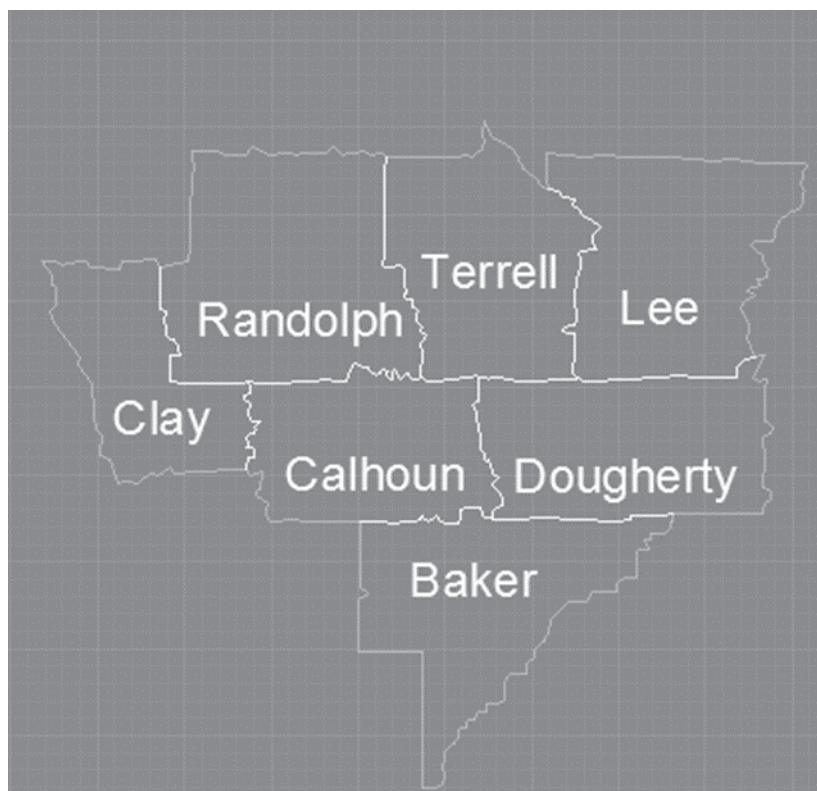 Terrell
Randolph
Lee
Clay
Calhoun
Dougherty
Baker